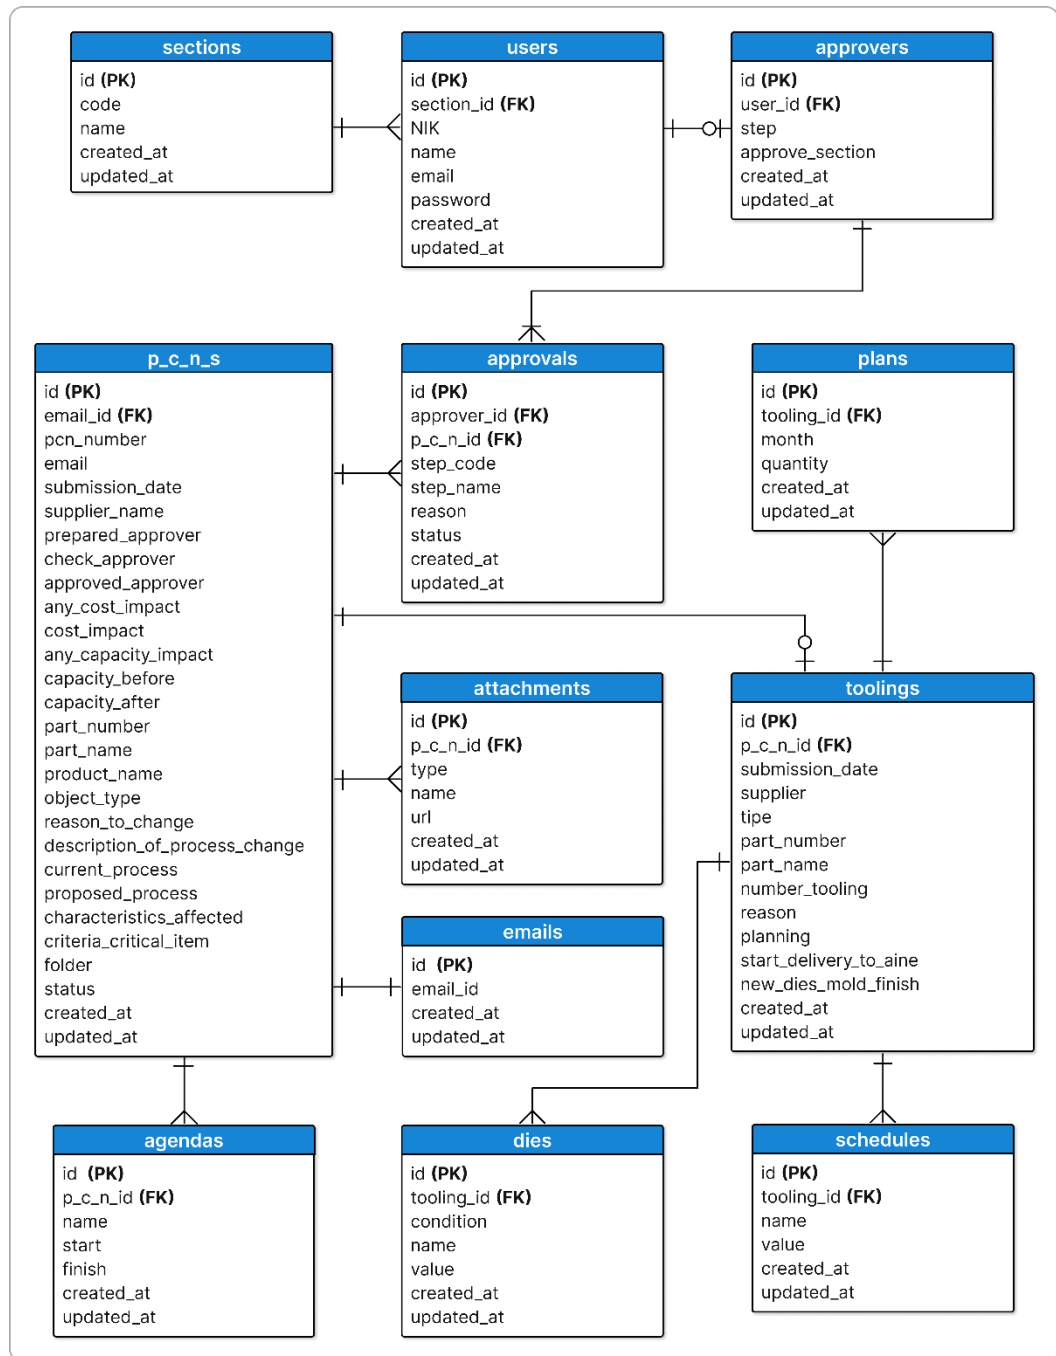 sections
id (PK)
code
name
created_at
updated_at
users
id (PK)
section_id (FK)
NIK
name
email
password
created_at
updated_at
approvers
id (PK)
user_id (FK)
step
approve_section
created_at
updated_at
p_c_n_s
id (PK)
email_id (FK)
pcn_number
email
submission_date
supplier_name
prepared_approver
check_approver
approved_approver
any_cost_impact
cost_impact
any_capacity_impact
capacity_before
capacity_after
part_number
part_name
product_name
object_type
reason_to_change
description_of_process_change
current_process
proposed_process
characteristics_affected
criteria_critical_item
folder
status
created_at
updated_at
approvals
id (PK)
approver_id (FK)
p_c_n_id (FK)
step_code
step_name
reason
status
created_at
updated_at
plans
id (PK)
tooling_id (FK)
month
quantity
created_at
updated_at
attachments
id (PK)
p_c_n_id (FK)
type
name
url
created_at
updated_at
toolings
id (PK)
p_c_n_id (FK)
submission_date
supplier
tipe
part_number
part_name
number_tooling
reason
planning
start_delivery_to_aine
new_dies_mold_finish
created_at
updated_at
emails
id (PK)
email_id
created_at
updated_at
agendas
id (PK)
p_c_n_id (FK)
name
start
finish
created_at
updated_at
dies
id (PK)
tooling_id (FK)
condition
name
value
created_at
updated_at
schedules
id (PK)
tooling_id (FK)
name
value
created_at
updated_at